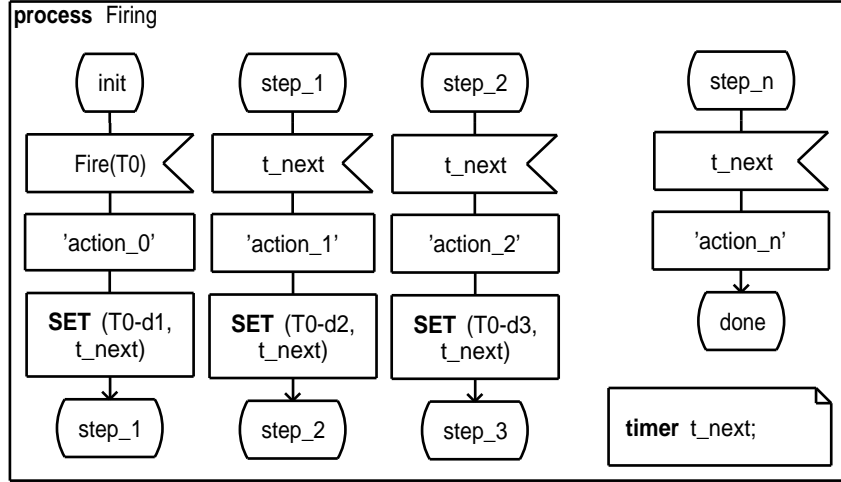 process Firing
init
Fire(T0)
'action_0'
SET (T0-d1,
t_next)
step_1
step_1
t_next
'action_1'
SET (T0-d2,
t_next)
step_2
step_2
t_next
'action_2'
SET (T0-d3,
t_next)
step_3
step_n
t_next
'action_n'
done
timer t_next;